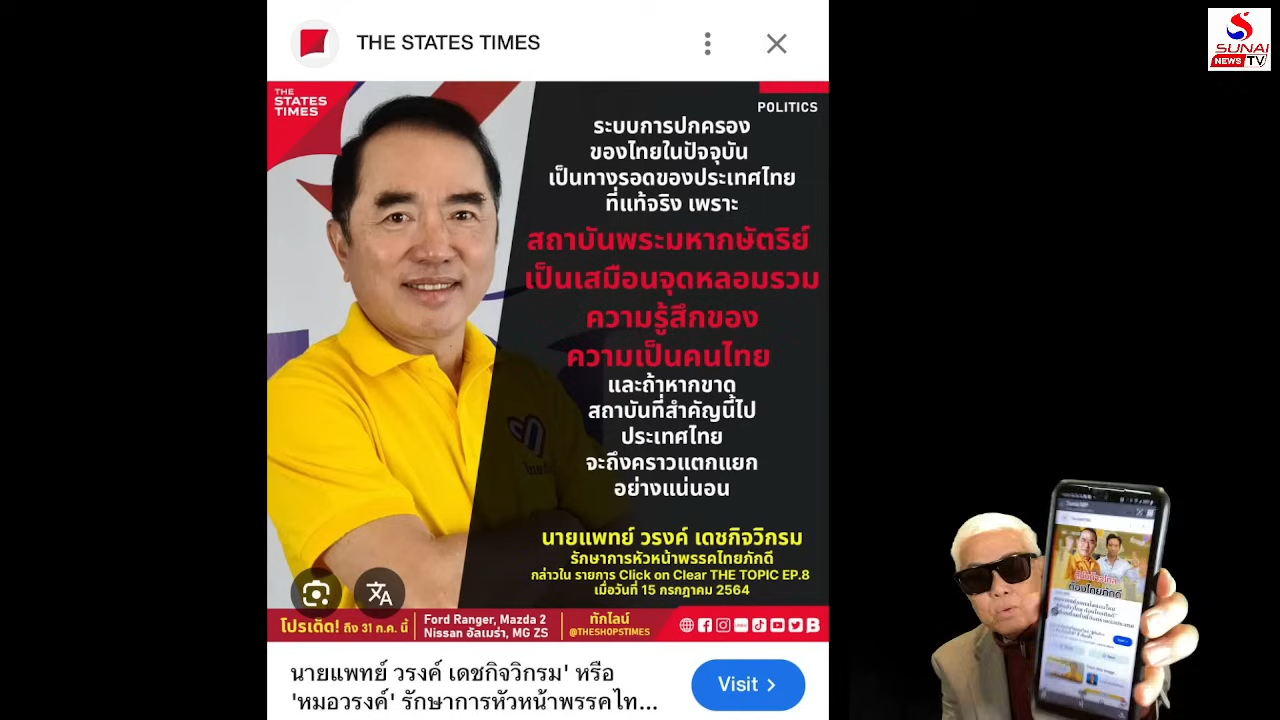 THE STATES TIMES
SUNAI
NEWS TV
THE
STATES
TIMES
POLITICS
ระบบการปกครอง
ของไทยในปัจจุบัน
เป็นทางรอดของประเทศไทย
ที่แท้จริง เพราะ
สถาบันพระมหากษัตริย์
เป็นเสมือนจุดหลอมรวม
ความรู้สึกของ
ความเป็นคนไทย
และถ้าหากขาด
สถาบันที่สำคัญนี้ไป
ประเทศไทย
จะถึงคราวแตกแยก
อย่างแน่นอน
นายแพทย์ วรงค์ เดชกิจวิกรม
รักษาการหัวหน้าพรรคไทยภักดี
กล่าวใน รายการ Click on Clear THE TOPIC EP.8
เมื่อวันที่ 15 กรกฎาคม 2564
โปรเด็ด! ถึง 31 ก.ค. นี้
Ford Ranger, Mazda 2
Nissan อัลเมร่า, MG ZS
ทักไลน์
@THESHOPSTIMES
นายแพทย์ วรงค์ เดชกิจวิกรม' หรือ
'หมอวรงค์' รักษาการหัวหน้าพรรคไท...
Visit